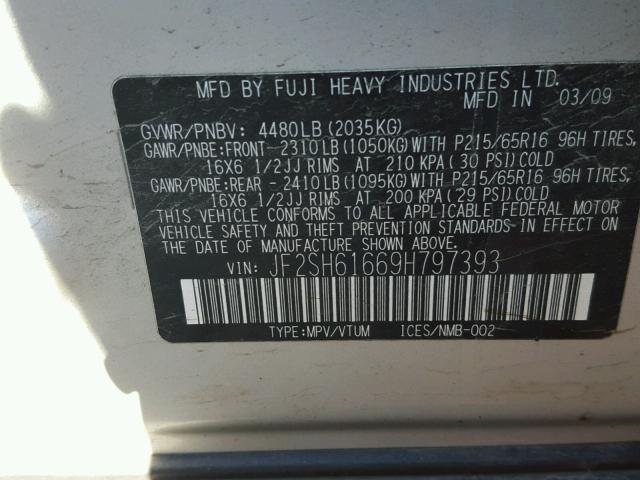 MFD BY FUJI HEAVY INDUSTRIES LTD.
MFD IN 03/09
GVWR/PNBV: 4480LB(2035KG)
GAWR/PNBE:FRONT- 2310LB(1050KG)WITH P215/65R16 96H TIRES,
16X6 1/2JJ RIMS AT 210 KPA(30 PSI)COLD
GAWR/PNBE:REAR - 2410LB(1095KG)WITH P215/65R16 96H TIRES,
16X6 1/2JJ RIMS AT 200 KPA(29 PSI)COLD
THIS VEHICLE CONFORMS TO ALL APPLICABLE FEDERAL MOTOR
VEHICLE SAFETY AND THEFT PREVENTION STANDARDS IN EFFECT
ON THE DATE OF MANUFACTURE SHOWN ABOVE.
VIN: JF2SH61669H797393
TYPE:MPV/VTUM ICES/NMB-002